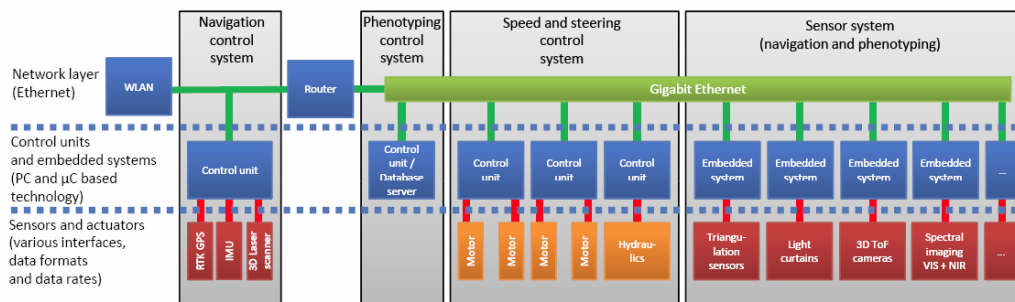 Navigation
control
system
Phenotyping
control
system
Speed and steering
control
system
Sensor system
(navigation and phenotyping)
Network layer
(Ethernet)
WLAN
Router
Gigabit Ethernet
Control units
and embedded systems
(PC and µC based
technology)
Control unit
Control
unit /
Database
server
Control
unit
Control
unit
Control
unit
Embedded
system
Embedded
system
Embedded
system
Embedded
system
...
Sensors and actuators
(various interfaces,
data formats
and data rates)
RTK GPS
IMU
3D Laser
scanner
Motor
Motor
Motor
Motor
Hydrau-
lics
Triangu-
lation
sensors
Light
curtains
3D ToF
cameras
Spectral
imaging
VIS + NIR
...